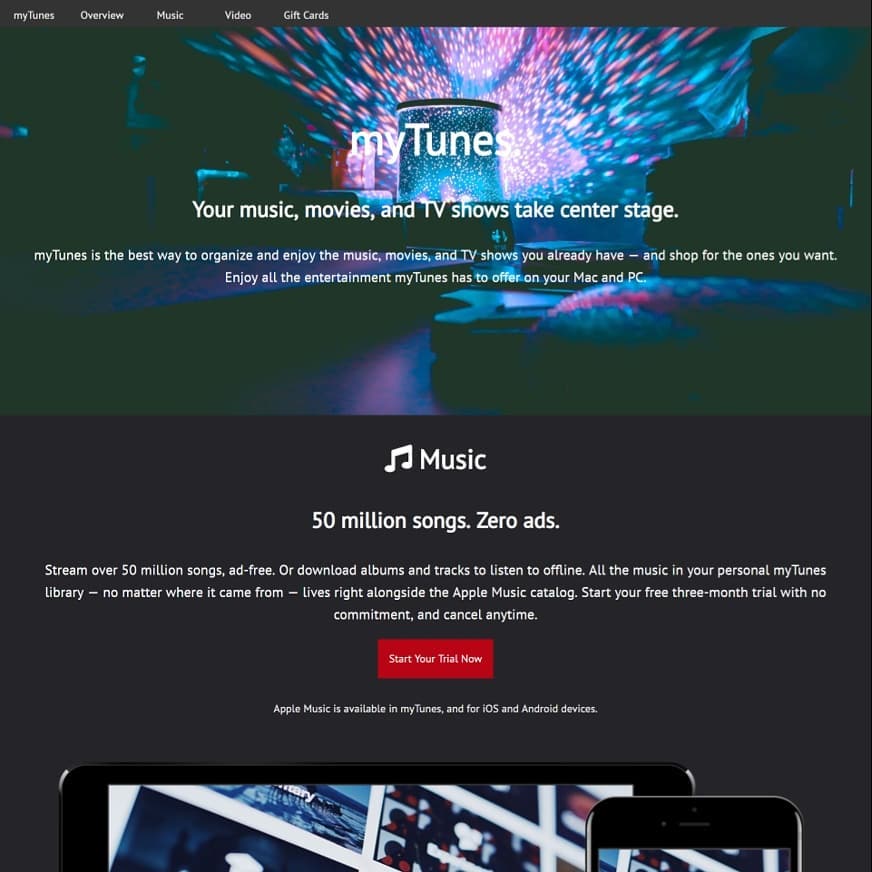 myTunes Overview Music Video Gift Cards
myTunes.
Your music, movies, and TV shows take center stage.
myTunes is the best way to organize and enjoy the music, movies, and TV shows you already have — and shop for the ones you want.
Enjoy all the entertainment myTunes has to offer on your Mac and PC.
Music
50 million songs. Zero ads.
Stream over 50 million songs, ad-free. Or download albums and tracks to listen to offline. All the music in your personal myTunes
library — no matter where it came from — lives right alongside the Apple Music catalog. Start your free three-month trial with no
commitment, and cancel anytime.
Start Your Trial Now
Apple Music is available in myTunes, and for iOS and Android devices.